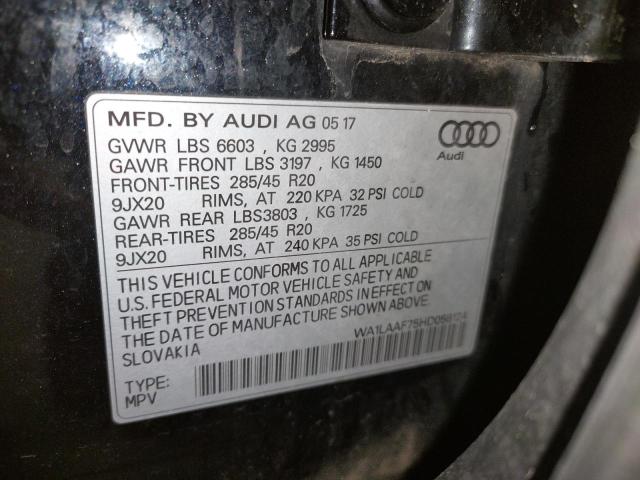 MFD. BY AUDI AG 05 17
Audi
GVWR LBS 6603 , KG 2995
GAWR FRONT LBS 3197 , KG 1450
FRONT-TIRES 285/45 R20
9JX20 RIMS, AT 220 KPA 32 PSI COLD
GAWR REAR LBS3803 , KG 1725
REAR-TIRES 285/45 R20
9JX20 RIMS, AT 240 KPA 35 PSI COLD
THIS VEHICLE CONFORMS TO ALL APPLICABLE
U.S. FEDERAL MOTOR VEHICLE SAFETY AND
THEFT PREVENTION STANDARDS IN EFFECT ON
THE DATE OF MANUFACTURE SHOWN ABOVE.
SLOVAKIA
WA1LAAF75HD058124
TYPE:
MPV